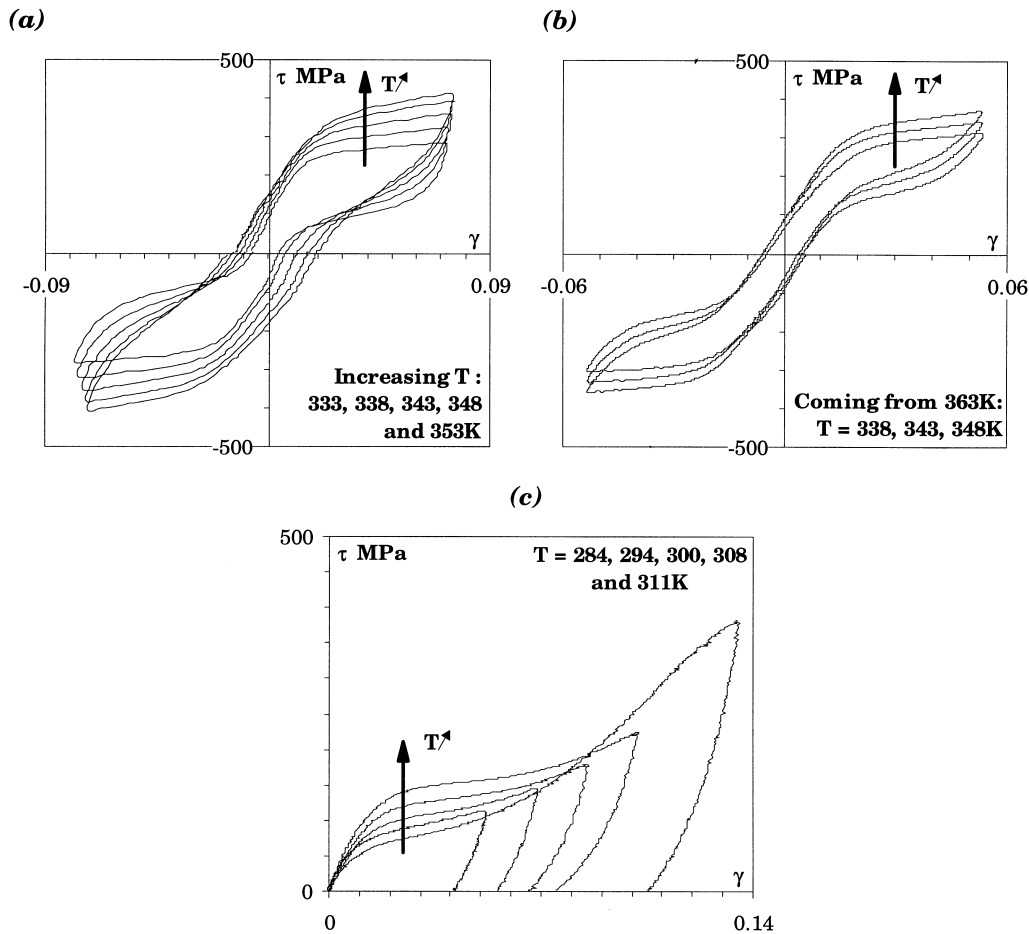 (a)
(b)
500
τ MPa
T
γ
-0.09
0.09
Increasing T :
333, 338, 343, 348
and 353K
-500
500
τ MPa
T
γ
-0.06
0.06
Coming from 363K:
T = 338, 343, 348K
-500
(c)
500
τ MPa
T = 284, 294, 300, 308
and 311K
T
γ
0
0
0.14